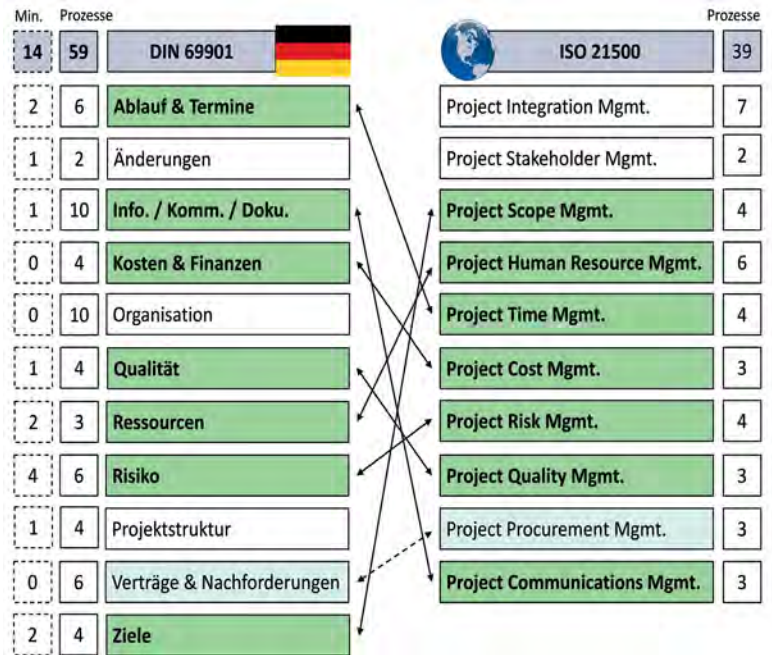 Min. Prozesse Prozesse
14 59 DIN 69901 ISO 21500 39
2 6 Ablauf & Termine Project Integration Mgmt. 7
1 2 Änderungen Project Stakeholder Mgmt. 2
1 10 Info. / Komm. / Doku. Project Scope Mgmt. 4
0 4 Kosten & Finanzen Project Human Resource Mgmt. 6
0 10 Organisation Project Time Mgmt. 4
1 4 Qualität Project Cost Mgmt. 3
2 3 Ressourcen Project Risk Mgmt. 4
4 6 Risiko Project Quality Mgmt. 3
1 4 Projektstruktur Project Procurement Mgmt. 3
0 6 Verträge & Nachforderungen Project Communications Mgmt. 3
2 4 Ziele